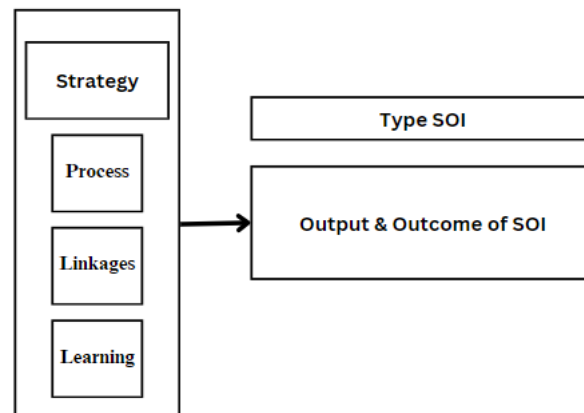 Strategy
Process
Linkages
Learning
Type SOI
Output & Outcome of SOI